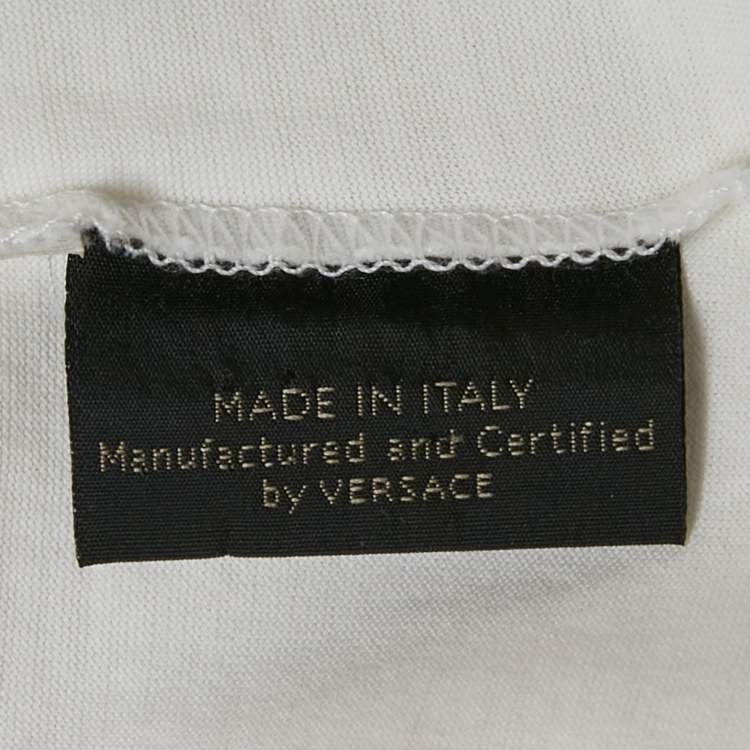 MADE IN ITALY
Manufactured and Certified
by VERSACE